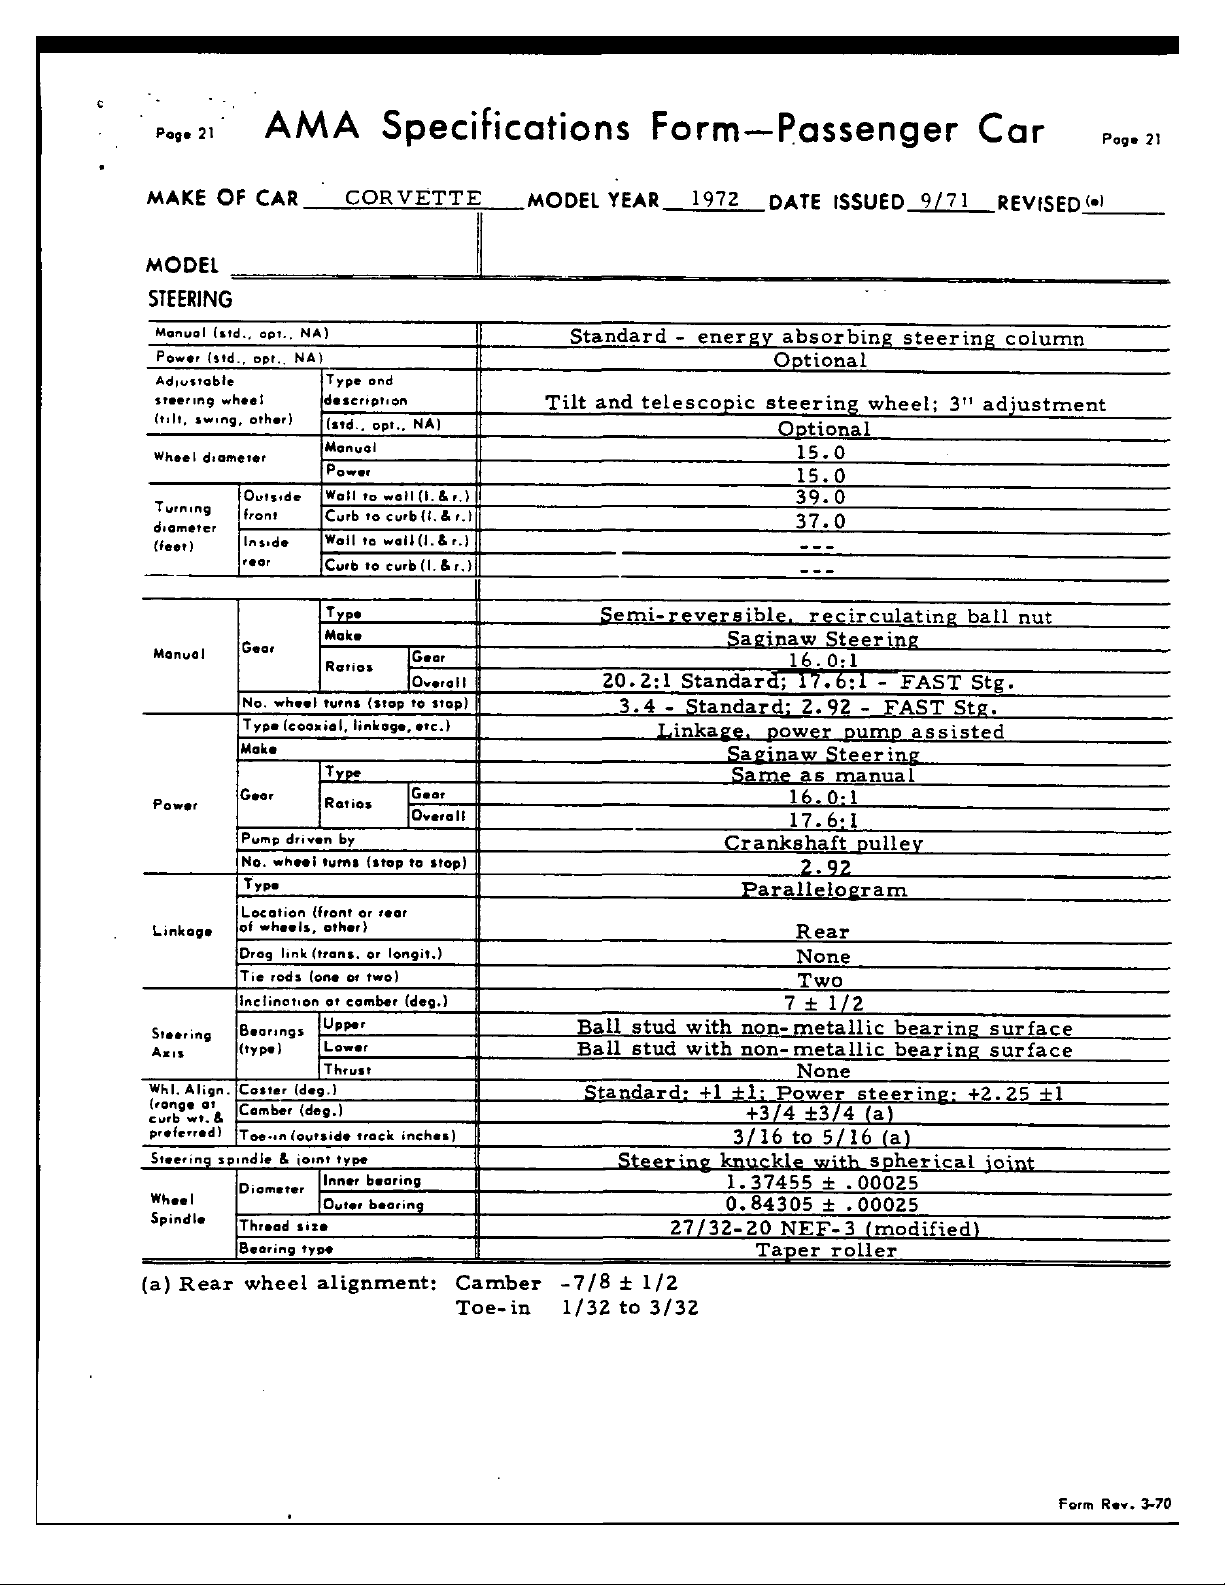 Page 21 AMA Specifications Form—Passenger Car Page 21
MAKE OF CAR CORVETTE MODEL YEAR 1972 DATE ISSUED 9/71 REVISED (•)
MODEL
STEERING
Manual (std., opt., NA) Standard - energy absorbing steering column
Power (std., opt., NA) Optional
Adjustable steering wheel (tilt, swing, other) Type and description Tilt and telescopic steering wheel; 3" adjustment
(std., opt., NA) Optional
Wheel diameter Manual 15.0
Power 15.0
Turning diameter (feet) Outside front Wall to wall (l. & r.) 39.0
Curb to curb (l. & r.) 37.0
Inside rear Wall to wall (l. & r.) ---
Curb to curb (l. & r.) ---
Manual Gear Type Semi-reversible, recirculating ball nut
Make Saginaw Steering
Ratios Gear 16.0:1
Overall 20.2:1 Standard; 17.6:1 - FAST Stg.
No. wheel turns (stop to stop) 3.4 - Standard; 2.92 - FAST Stg.
Power Type (coaxial, linkage, etc.) Linkage, power pump assisted
Make Saginaw Steering
Gear Type Same as manual
Ratios Gear 16.0:1
Overall 17.6:1
Pump driven by Crankshaft pulley
No. wheel turns (stop to stop) 2.92
Linkage Type Parallelogram
Location (front or rear of wheels, other) Rear
Drag link (trans. or longit.) None
Tie rods (one or two) Two
Steering Axis Inclination at camber (deg.) 7 ± 1/2
Bearings (type) Upper Ball stud with non-metallic bearing surface
Lower Ball stud with non-metallic bearing surface
Thrust None
Whl. Align. (range at curb wt. & preferred) Caster (deg.) Standard: +1 ±1; Power steering: +2.25 ±1
Camber (deg.) +3/4 ±3/4 (a)
Toe-in (outside track inches) 3/16 to 5/16 (a)
Steering spindle & joint type Steering knuckle with spherical joint
Wheel Spindle Diameter Inner bearing 1.37455 ± .00025
Outer bearing 0.84305 ± .00025
Thread size 27/32-20 NEF-3 (modified)
Bearing type Taper roller
(a) Rear wheel alignment: Camber -7/8 ± 1/2
Toe-in 1/32 to 3/32
Form Rev. 3-70